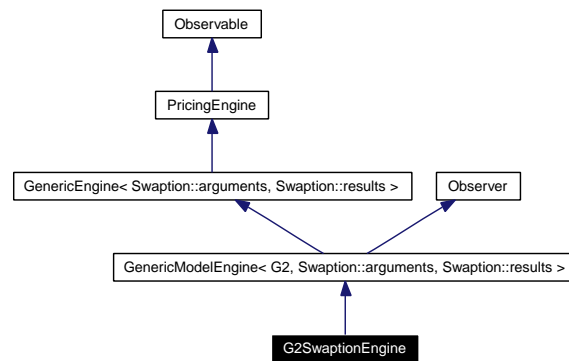 Observable
PricingEngine
GenericEngine< Swaption::arguments, Swaption::results >
Observer
GenericModelEngine< G2, Swaption::arguments, Swaption::results >
G2SwaptionEngine